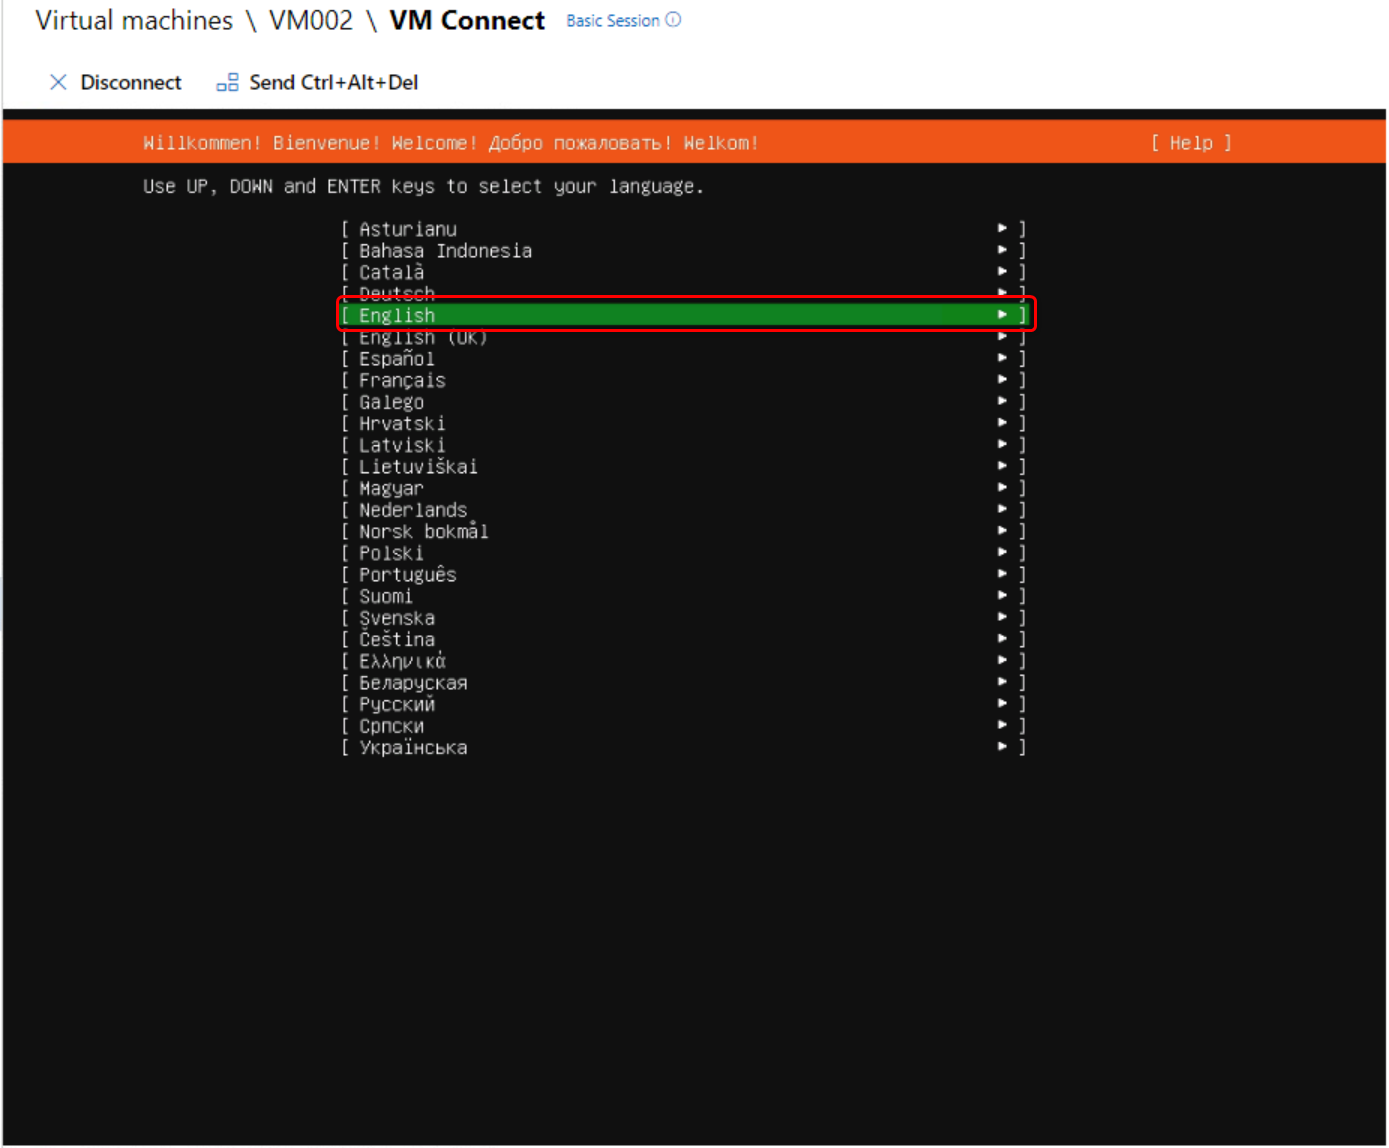 Virtual machines \ VM002 \ VM Connect Basic Session
Disconnect Send Ctrl+Alt+Del
Willkommen! Bienvenue! Welcome! Добро пожаловать! Welkom! [ Help ]
Use UP, DOWN and ENTER keys to select your language.
[ Asturianu ► ]
[ Bahasa Indonesia ► ]
[ Català ► ]
[ Deutsch ► ]
[ English ► ]
[ English (UK) ► ]
[ Español ► ]
[ Français ► ]
[ Galego ► ]
[ Hrvatski ► ]
[ Latviski ► ]
[ Lietuviškai ► ]
[ Magyar ► ]
[ Nederlands ► ]
[ Norsk bokmål ► ]
[ Polski ► ]
[ Português ► ]
[ Suomi ► ]
[ Svenska ► ]
[ Čeština ► ]
[ Ελληνικά ► ]
[ Беларуская ► ]
[ Русский ► ]
[ Српски ► ]
[ Українська ► ]